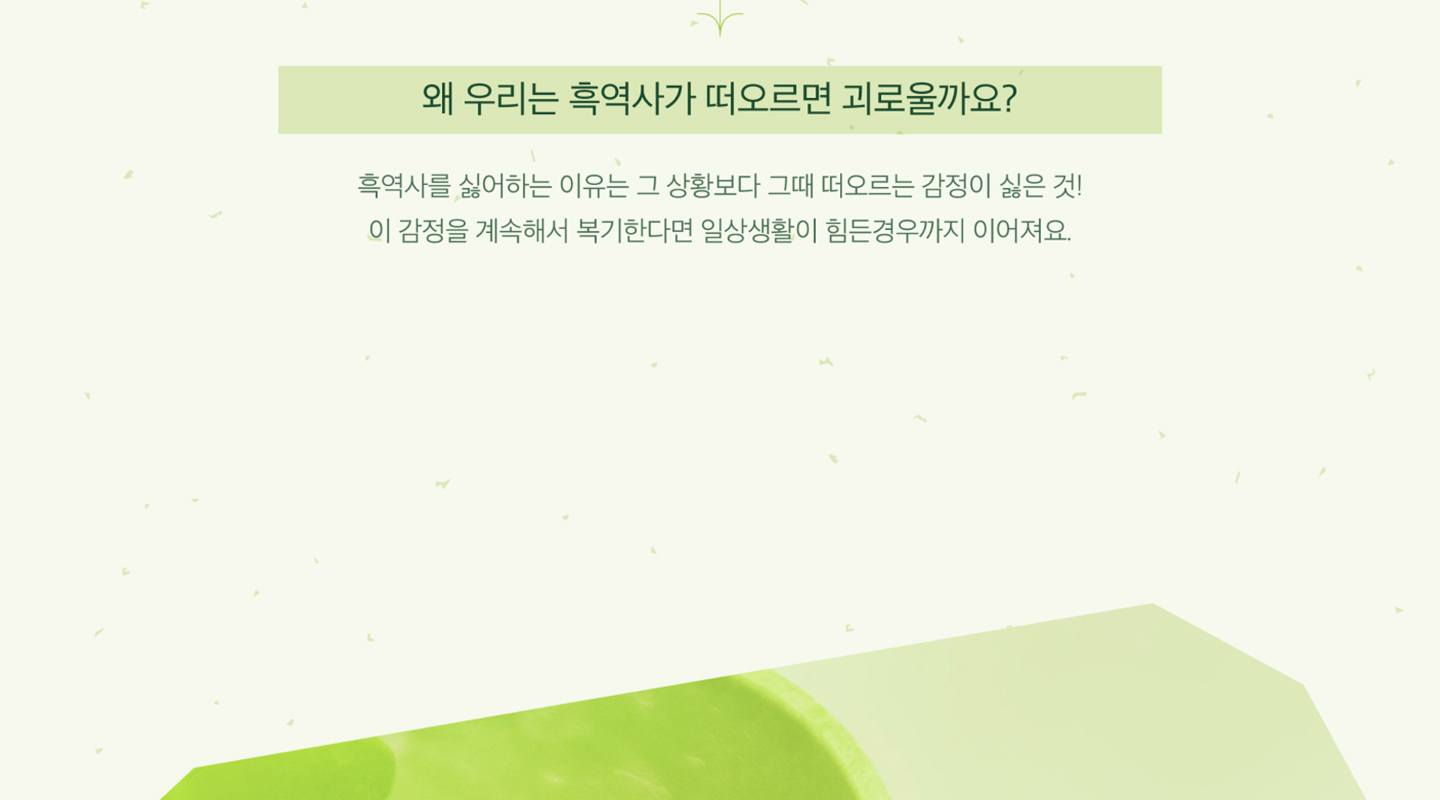 왜 우리는 흑역사가 떠오르면 괴로울까요?
흑역사를 싫어하는 이유는 그 상황보다 그때 떠오르는 감정이 싫은 것!
이 감정을 계속해서 복기한다면 일상생활이 힘든경우까지 이어져요.